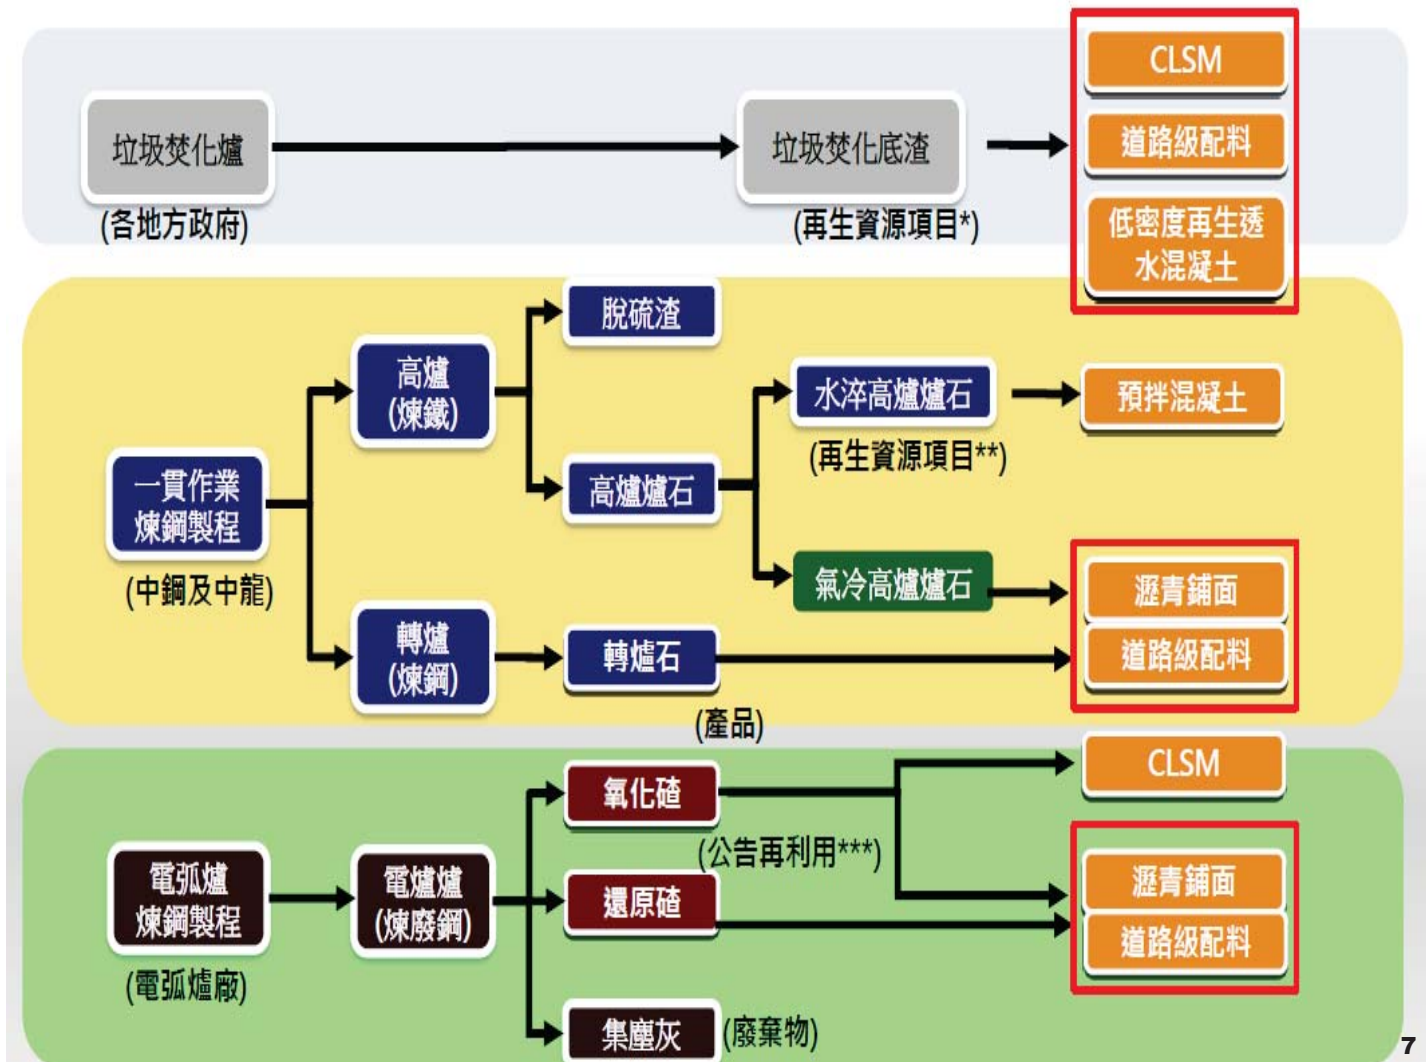 CLSM
垃圾焚化爐
垃圾焚化底渣
道路級配料
(各地方政府)
(再生資源項目*)
低密度再生透
水混凝土
脫硫渣
高爐
(煉鐵)
水淬高爐爐石
預拌混凝土
(再生資源項目**)
一貫作業
煉鋼製程
高爐爐石
(中鋼及中龍)
氣冷高爐爐石
瀝青鋪面
轉爐
(煉鋼)
轉爐石
道路級配料
(產品)
CLSM
氧化碴
(公告再利用***)
電弧爐
煉鋼製程
電爐爐
(煉廢鋼)
還原碴
瀝青鋪面
道路級配料
(電弧爐廠)
集塵灰
(廢棄物)
7